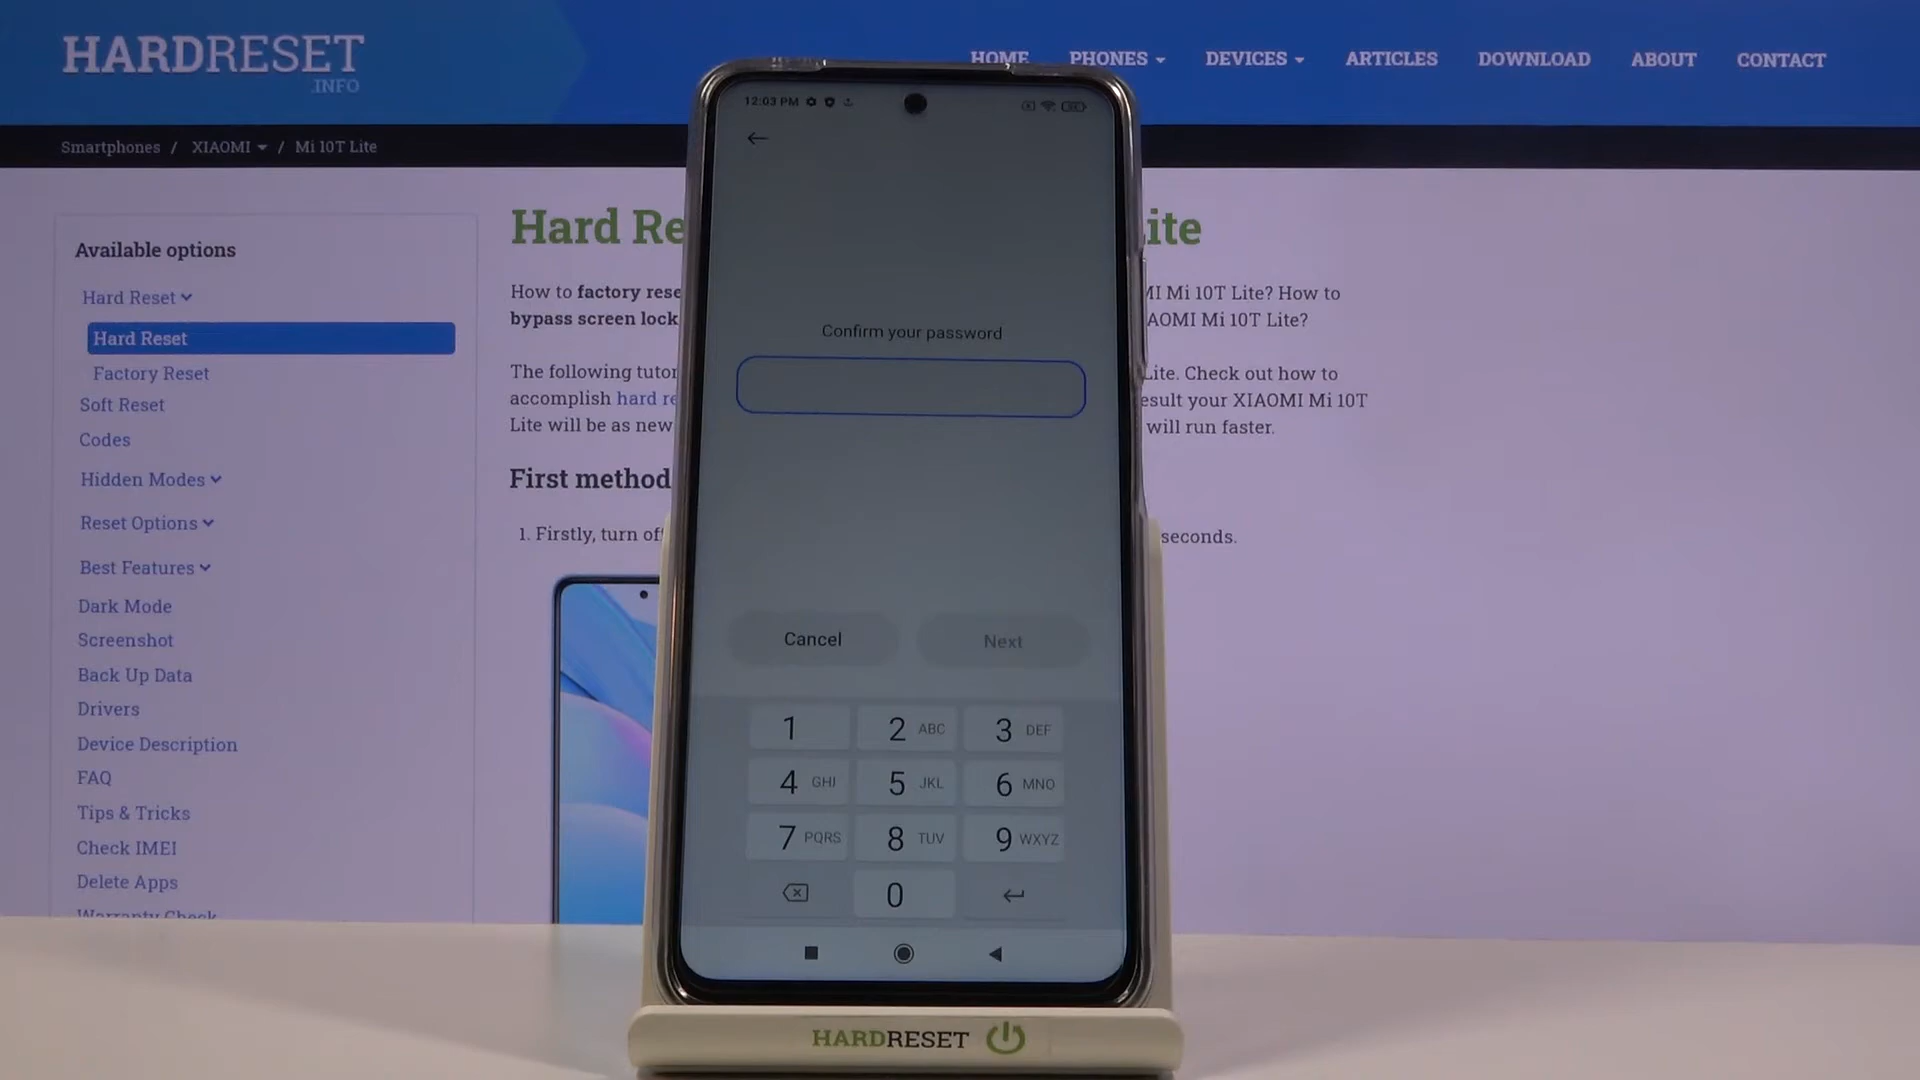 HARDRESET
.INFO
HOME PHONES DEVICES ARTICLES DOWNLOAD ABOUT CONTACT
Smartphones / XIAOMI / Mi 10T Lite
Available options
Hard Reset
Hard Reset
Factory Reset
Soft Reset
Codes
Hidden Modes
Reset Options
Best Features
Dark Mode
Screenshot
Back Up Data
Drivers
Device Description
FAQ
Tips & Tricks
Check IMEI
Delete Apps
Warranty Check
Hard Re ite
How to factory rese MI Mi 10T Lite? How to
bypass screen lock AOMI Mi 10T Lite?
The following tutor Lite. Check out how to
accomplish hard re esult your XIAOMI Mi 10T
Lite will be as new will run faster.
First method
1. Firstly, turn of seconds.
12:03 PM
Confirm your password
Cancel Next
1 2 ABC 3 DEF
4 GHI 5 JKL 6 MNO
7 PQRS 8 TUV 9 WXYZ
0
HARDRESET